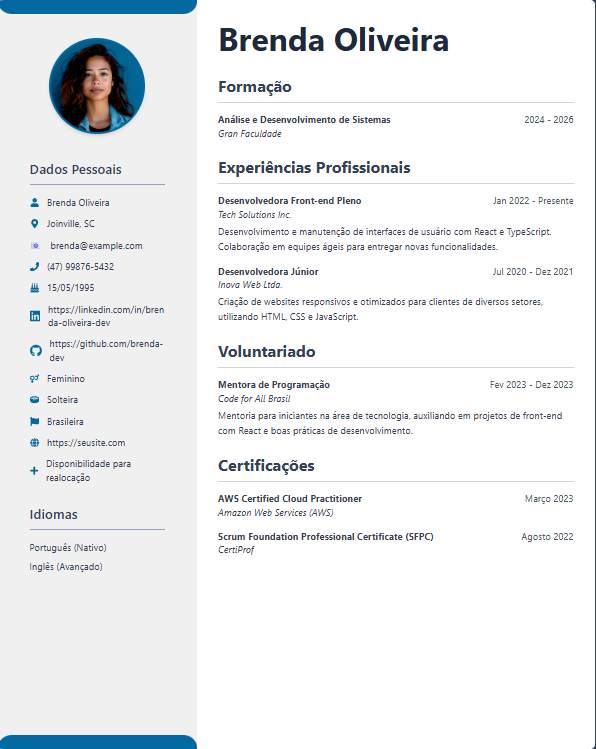 Dados Pessoais
Brenda Oliveira
Joinville, SC
brenda@example.com
(47) 99876-5432
15/05/1995
https://linkedin.com/in/bren
da-oliveira-dev
https://github.com/brenda-
dev
Feminino
Solteira
Brasileira
https://seusite.com
Disponibilidade para
realocação
Idiomas
Português (Nativo)
Inglês (Avançado)
Brenda Oliveira
Formação
Análise e Desenvolvimento de Sistemas 2024 - 2026
Gran Faculdade
Experiências Profissionais
Desenvolvedora Front-end Pleno Jan 2022 - Presente
Tech Solutions Inc.
Desenvolvimento e manutenção de interfaces de usuário com React e TypeScript.
Colaboração em equipes ágeis para entregar novas funcionalidades.
Desenvolvedora Júnior Jul 2020 - Dez 2021
Inova Web Ltda.
Criação de websites responsivos e otimizados para clientes de diversos setores,
utilizando HTML, CSS e JavaScript.
Voluntariado
Mentora de Programação Fev 2023 - Dez 2023
Code for All Brasil
Mentoria para iniciantes na área de tecnologia, auxiliando em projetos de front-end
com React e boas práticas de desenvolvimento.
Certificações
AWS Certified Cloud Practitioner Março 2023
Amazon Web Services (AWS)
Scrum Foundation Professional Certificate (SFPC) Agosto 2022
CertiProf